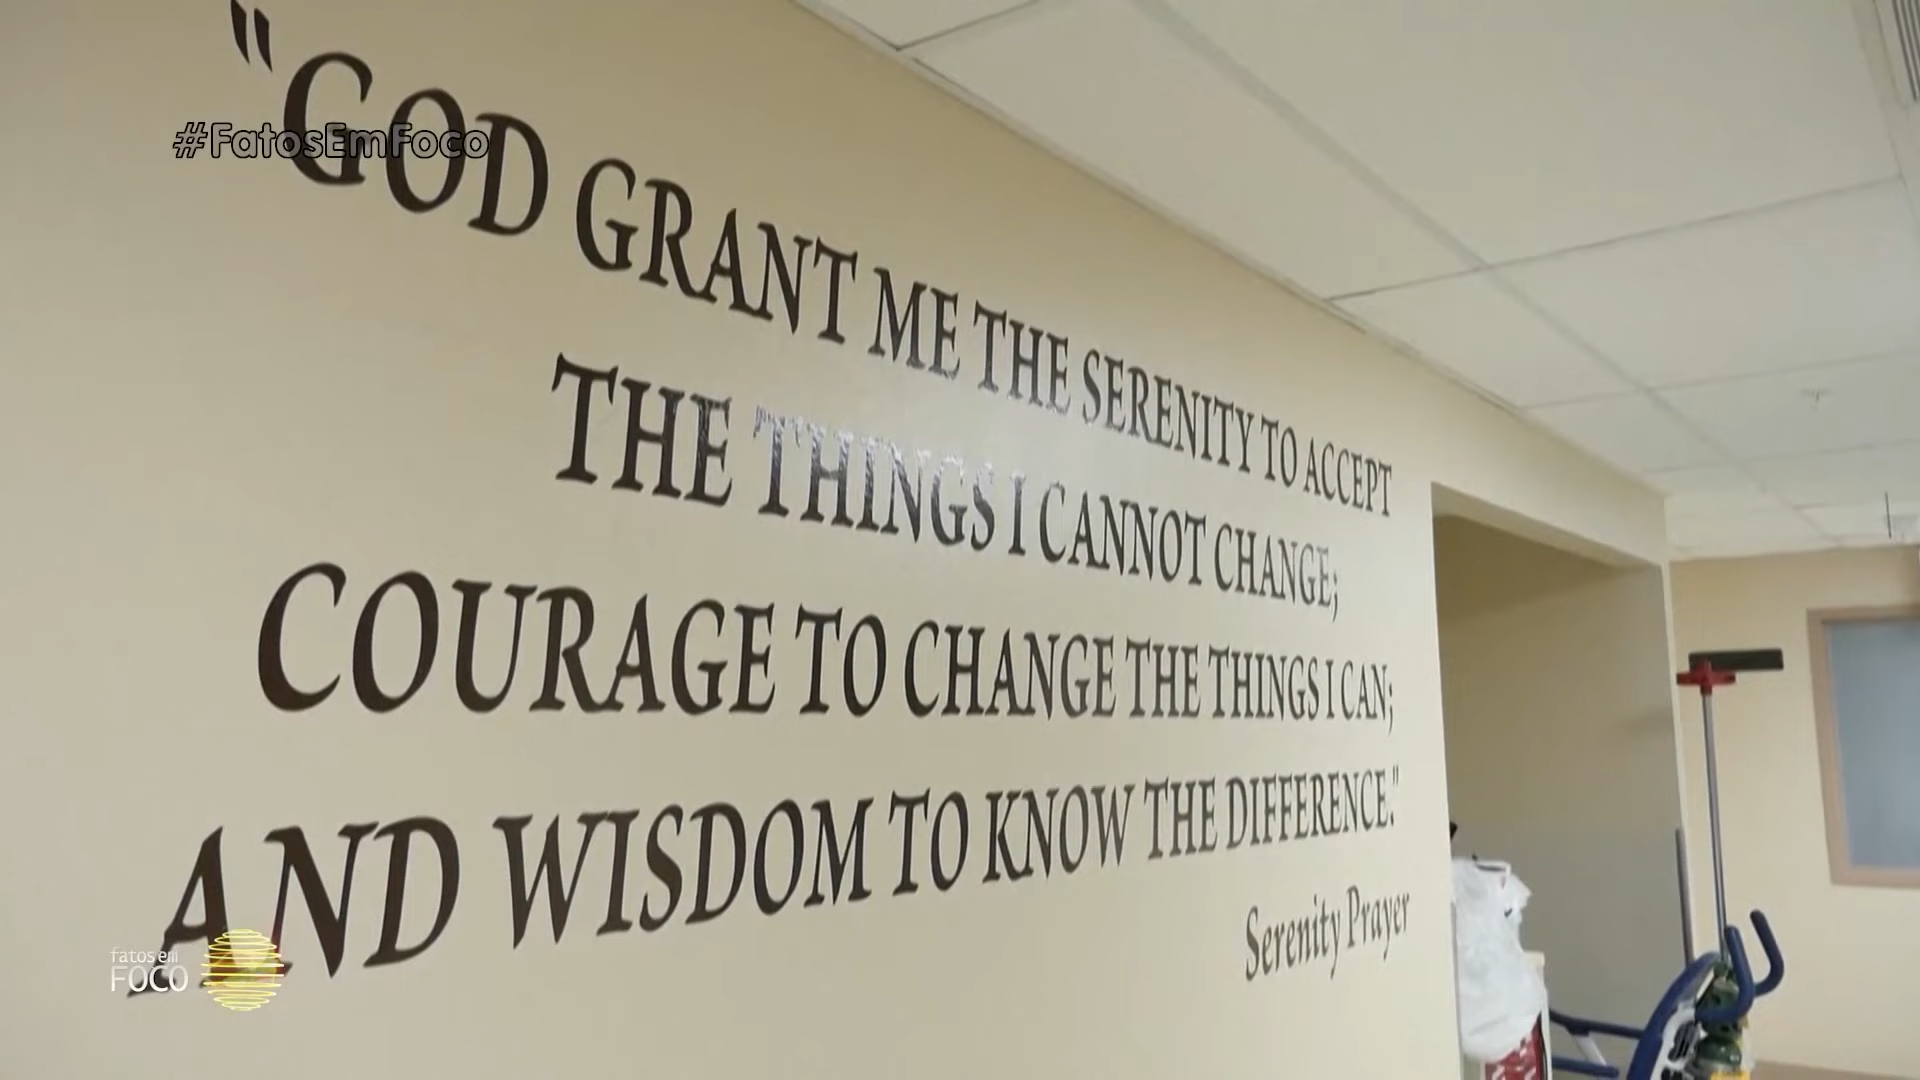 #FatosEmFoco
"GOD GRANT ME THE SERENITY TO ACCEPT
THE THINGS I CANNOT CHANGE;
COURAGE TO CHANGE THE THINGS I CAN;
AND WISDOM TO KNOW THE DIFFERENCE."
Serenity Prayer
fatos em
FOCO